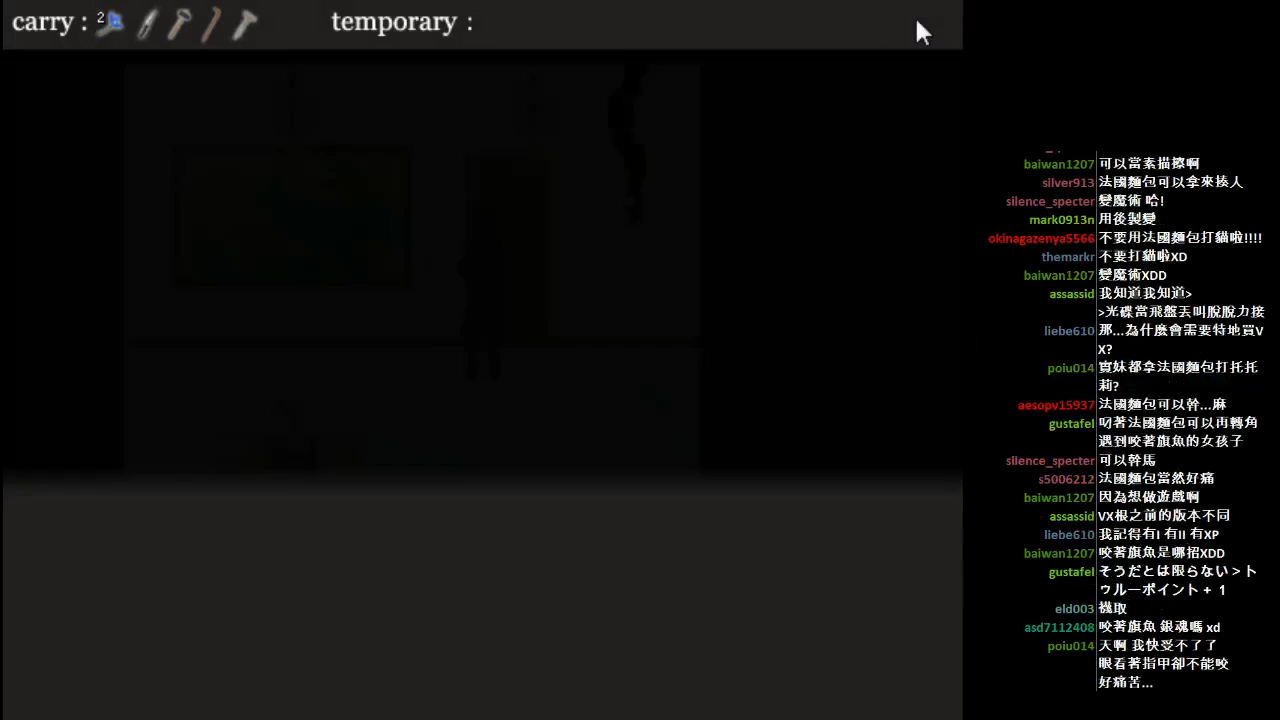 carry : 2
temporary :
baiwan1207 可以當素描擦啊
silver913 法國麵包可以拿來揍人
silence_specter 變魔術 哈!
mark0913n 用後製變
okinagazenya5566 不要用法國麵包打貓啦!!!!
themarkr 不要打貓啦XD
baiwan1207 變魔術XDD
assassid 我知道我知道>
>光碟當飛盤丟叫脫脫力接
liebe610 那...為什麼會需要特地買V
X?
poiu014 實妹都拿法國麵包打托托
莉?
aesopv15937 法國麵包可以幹...麻
gustafel 叼著法國麵包可以再轉角
遇到咬著旗魚的女孩子
silence_specter 可以幹馬
s5006212 法國麵包當然好痛
baiwan1207 因為想做遊戲啊
assassid VX根之前的版本不同
liebe610 我記得有I 有II 有XP
baiwan1207 咬著旗魚是哪招XDD
gustafel そうだとは限らない > ト
ゥルーポイント + 1
eld003 襪取
asd7112408 咬著旗魚 銀魂嗎 xd
poiu014 天啊 我快受不了了
眼看著指甲卻不能咬
好痛苦...